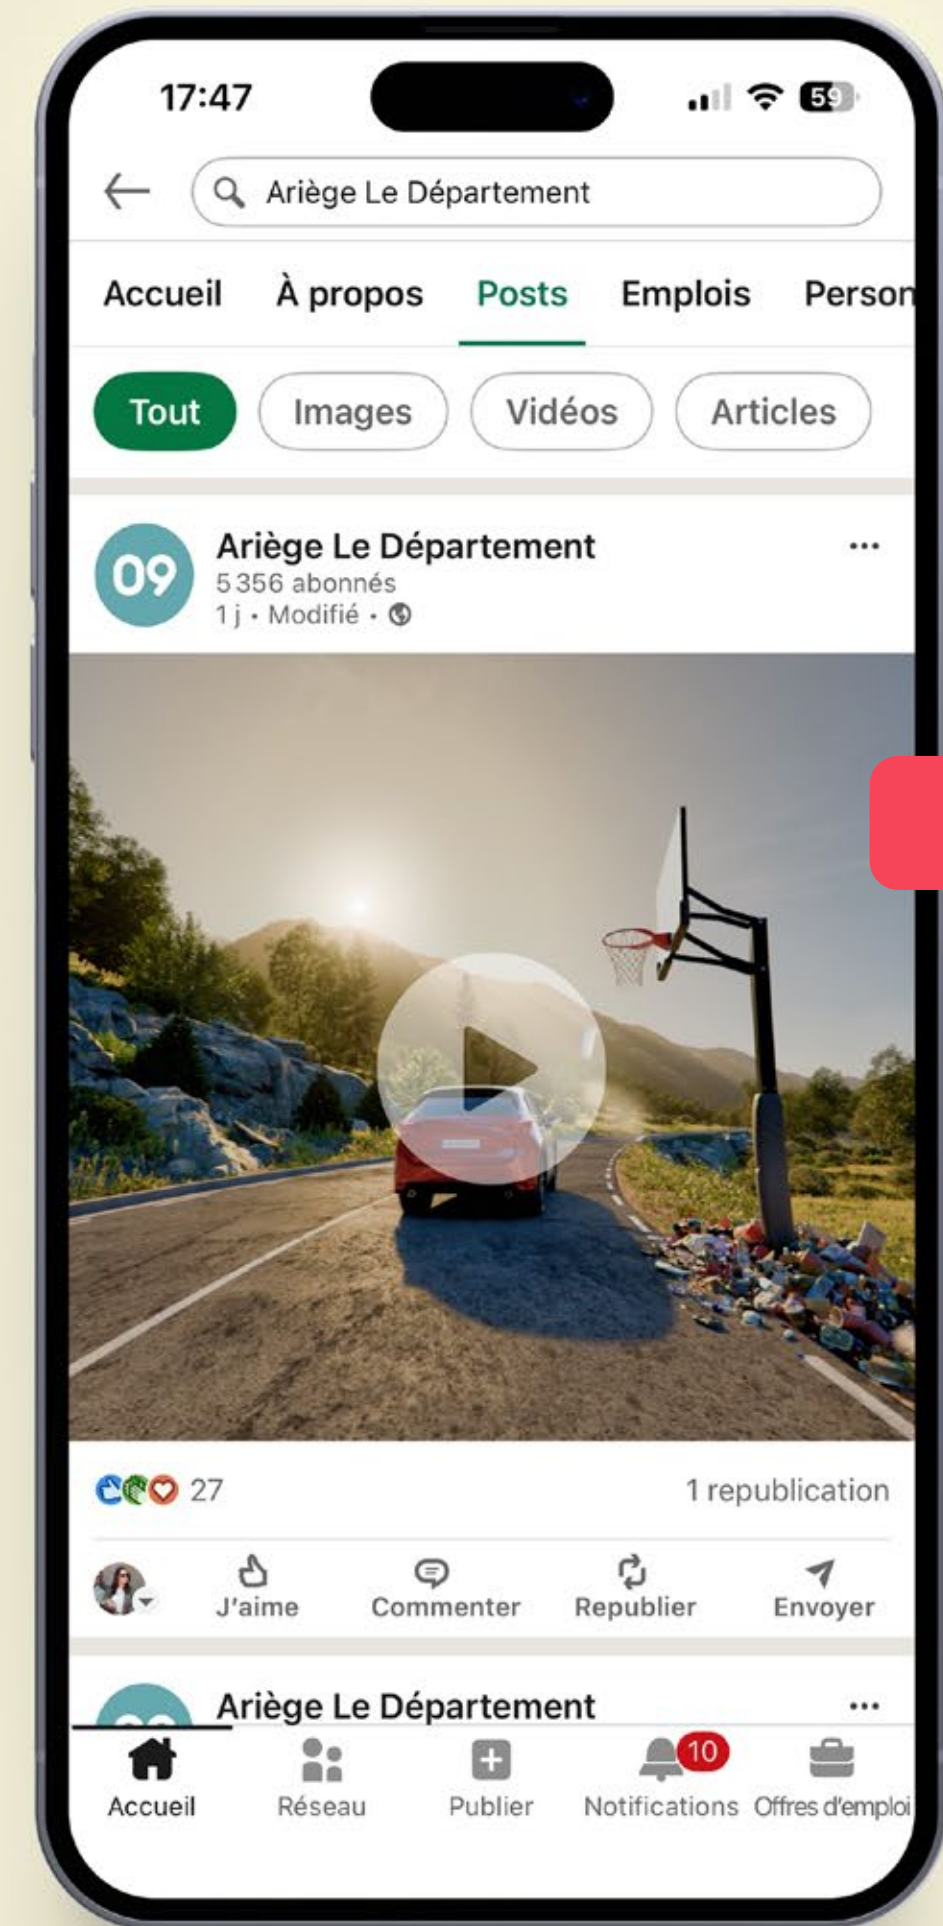 17:47
59
Ariège Le Département
Accueil À propos Posts Emplois Person
Tout Images Vidéos Articles
09
Ariège Le Département
5 356 abonnés
1 j • Modifié •
27 1 republication
J'aime Commenter Republier Envoyer
Ariège Le Département
10
Accueil Réseau Publier Notifications Offres d'emploi